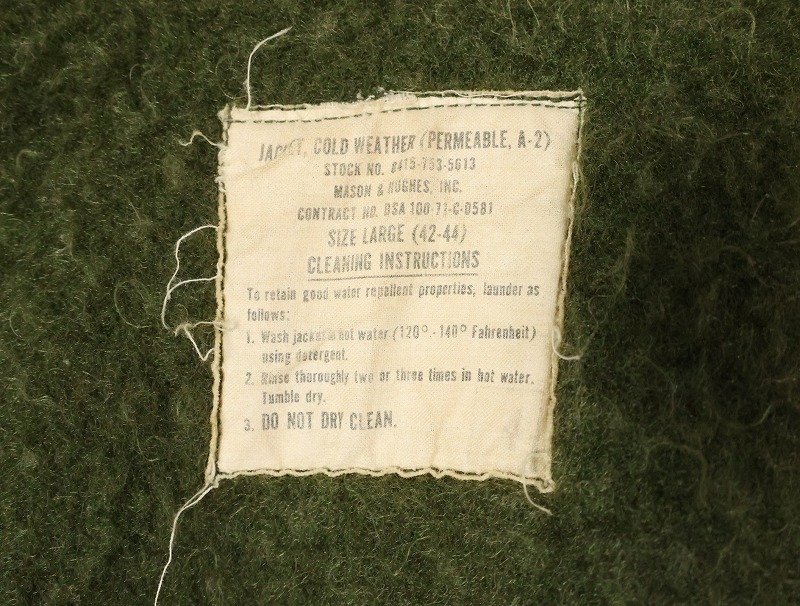 JACKET, COLD WEATHER (PERMEABLE, A-2)
STOCK NO. 8415-753-5613
MASON & HUGHES, INC.
CONTRACT NO. DSA 100-71-C-0581
SIZE LARGE (42-44)
CLEANING INSTRUCTIONS
To retain good water repellent properties, launder as
follows:
1. Wash jacket hot water (120° - 140° Fahrenheit)
using detergent.
2. Rinse thoroughly two or three times in hot water.
Tumble dry.
3. DO NOT DRY CLEAN.